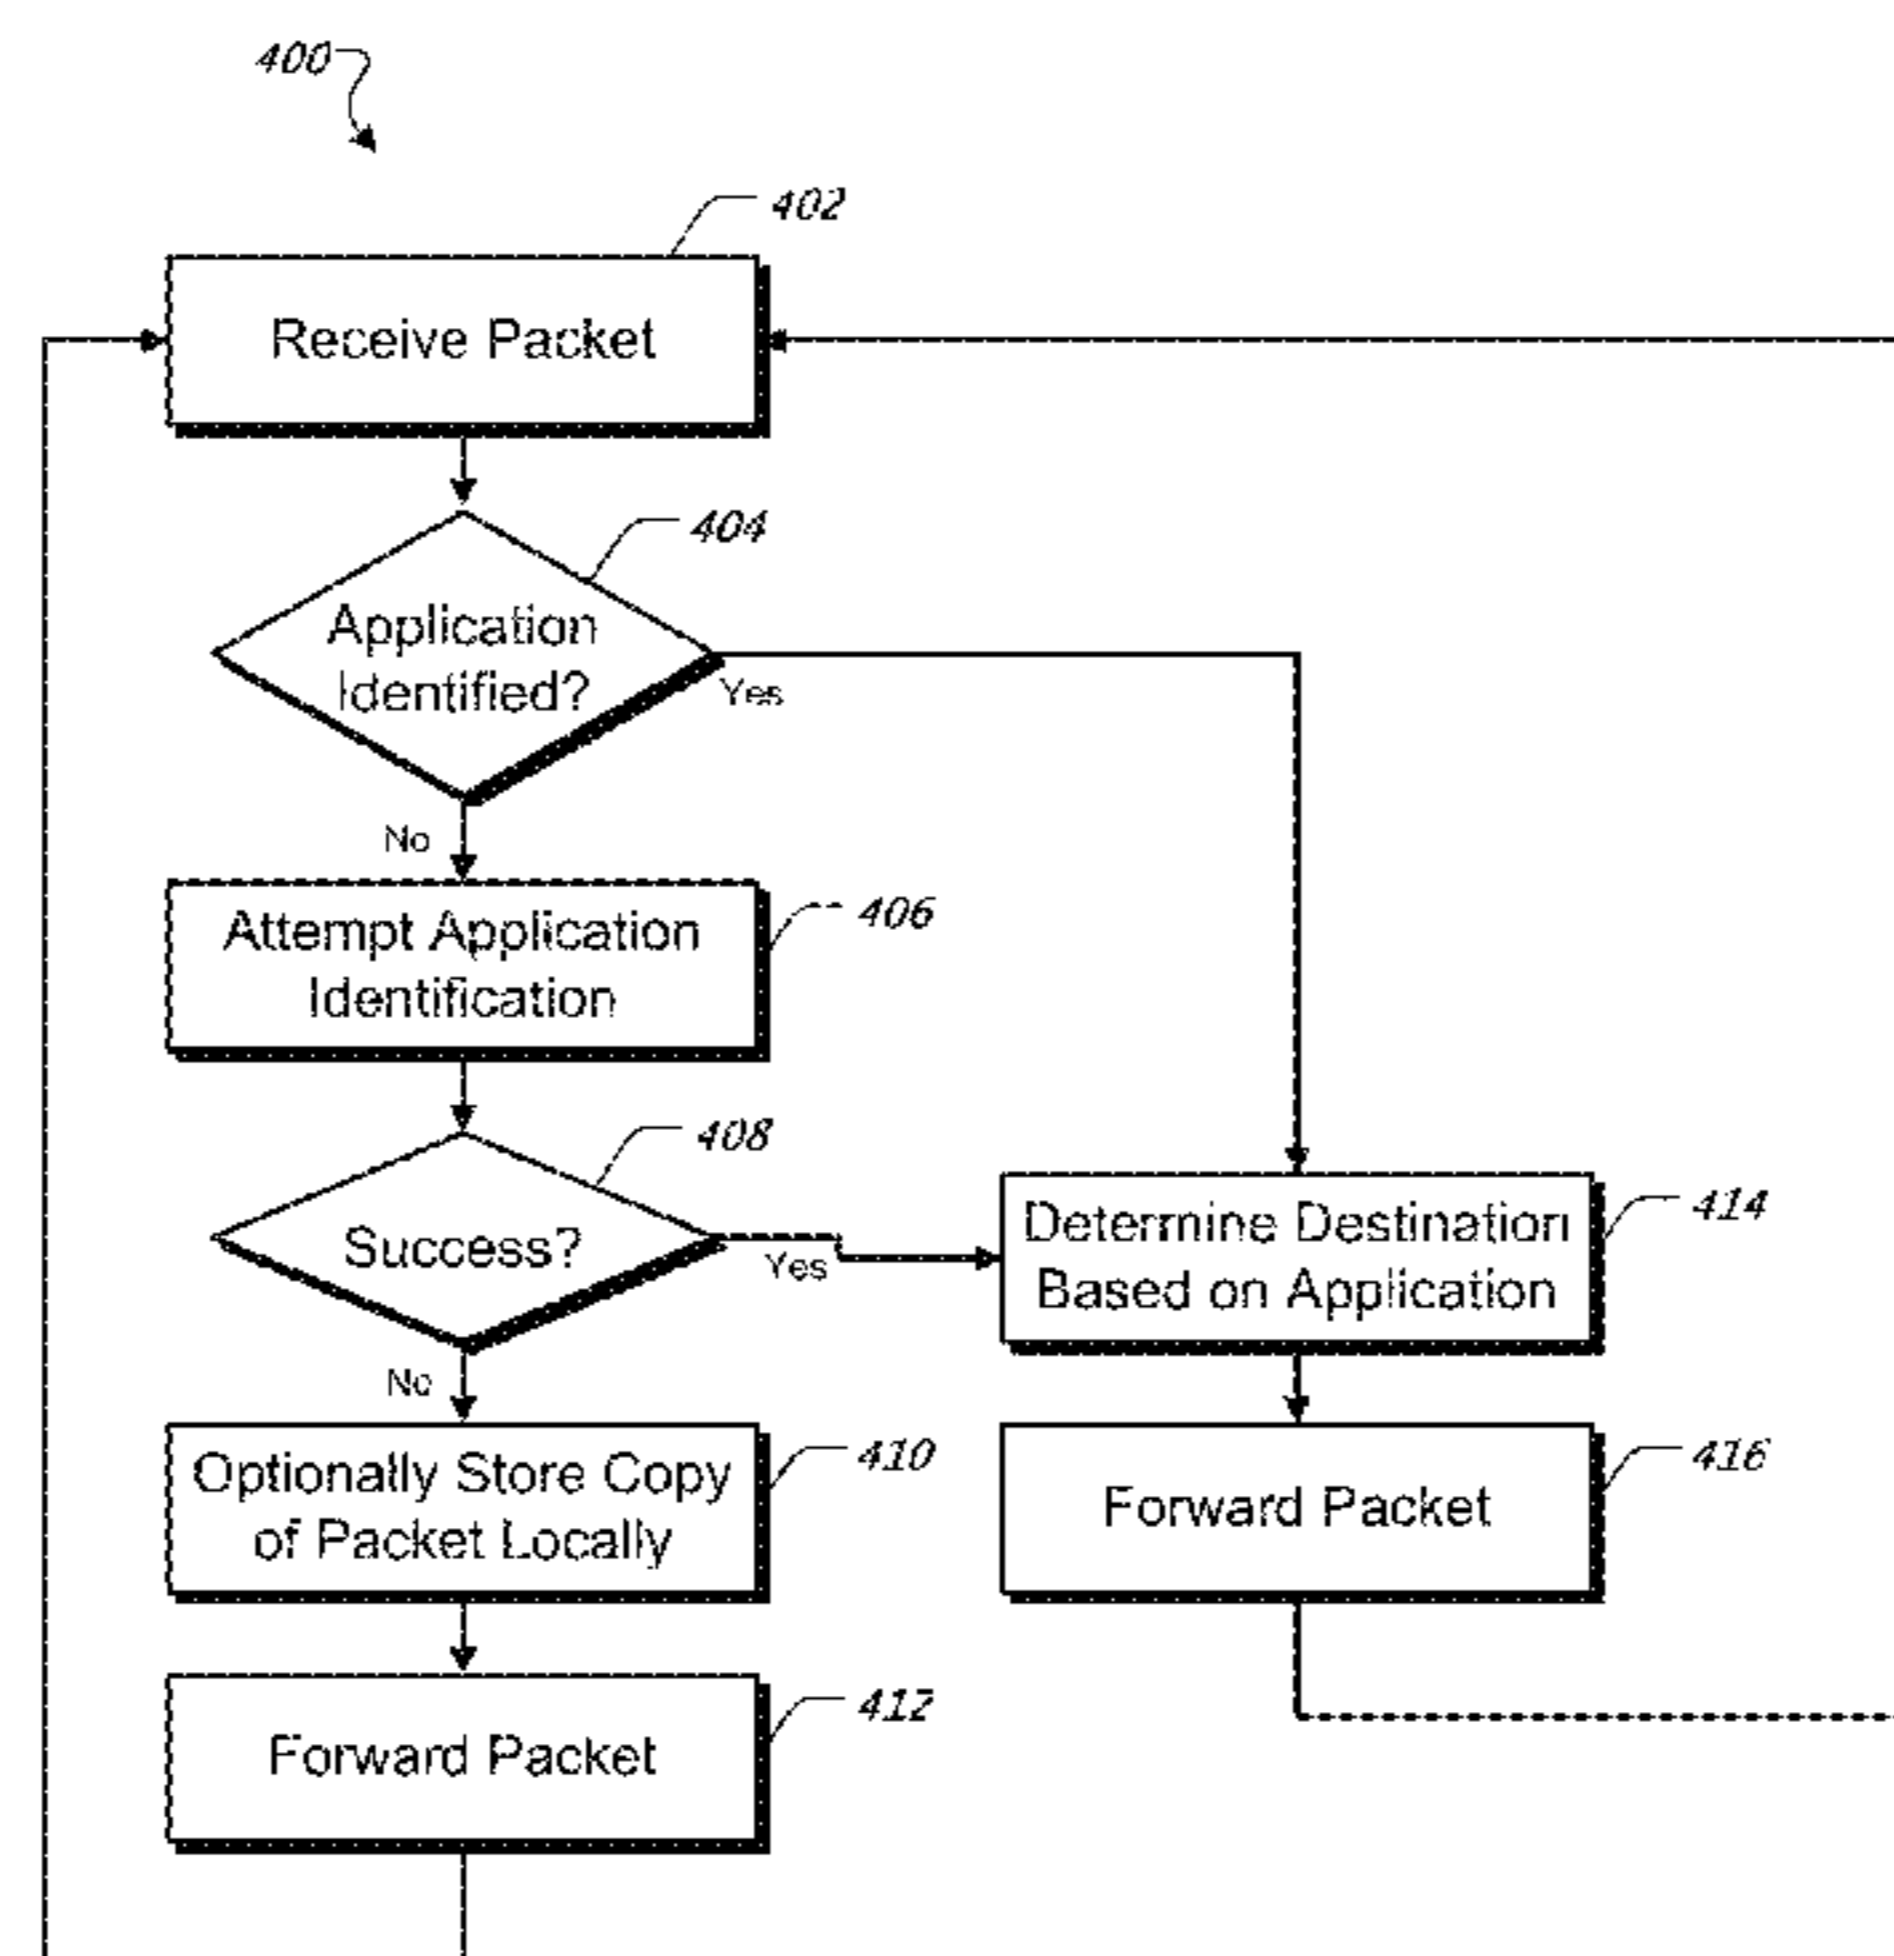 400
402
Receive Packet
404
Application
Identified?
Yes
No
406
Attempt Application
Identification
408
Success?
Yes
No
414
Determine Destination
Based on Application
410
Optionally Store Copy
of Packet Locally
416
Forward Packet
412
Forward Packet